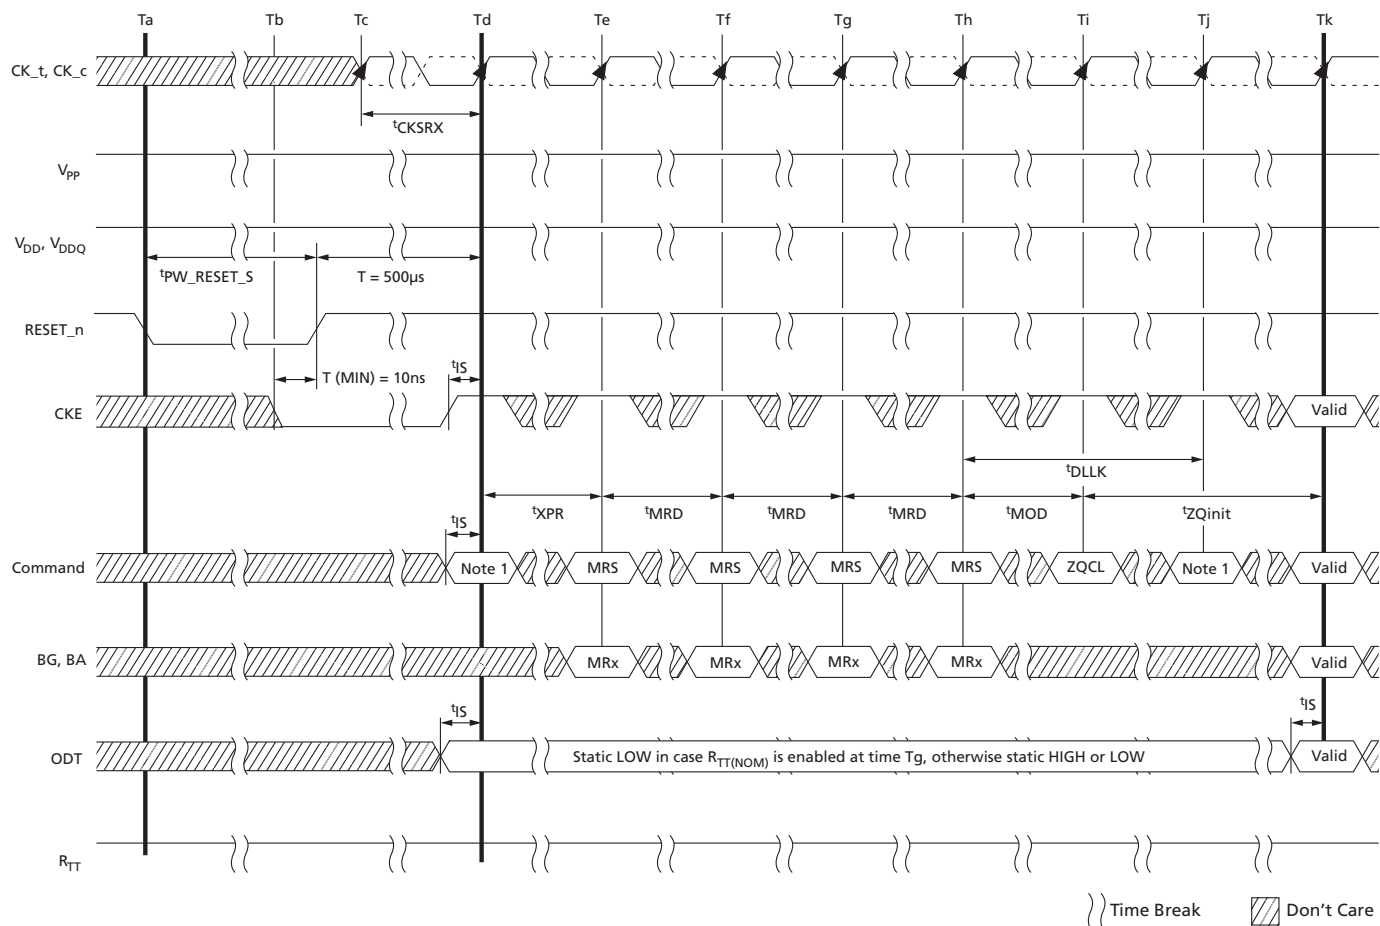 Ta Tb Tc Td Te Tf Tg Th Ti Tj Tk
CK_t, CK_c
tCKSRX
VPP
VDD, VDDQ
tPW_RESET_S T = 500µs
RESET_n
T (MIN) = 10ns tIS
CKE Valid
tDLLK
tXPR tMRD tMRD tMRD tMOD tZQinit
tIS
Command Note 1 MRS MRS MRS MRS ZQCL Note 1 Valid
BG, BA MRx MRx MRx MRx Valid
tIS tIS
ODT Static LOW in case RTT(NOM) is enabled at time Tg, otherwise static HIGH or LOW Valid
RTT
Time Break Don't Care